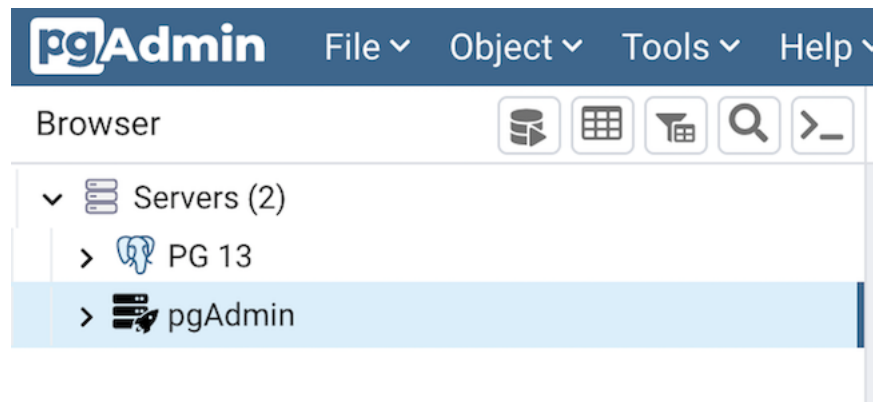 pgAdmin File Object Tools Help
Browser
Servers (2)
PG 13
pgAdmin